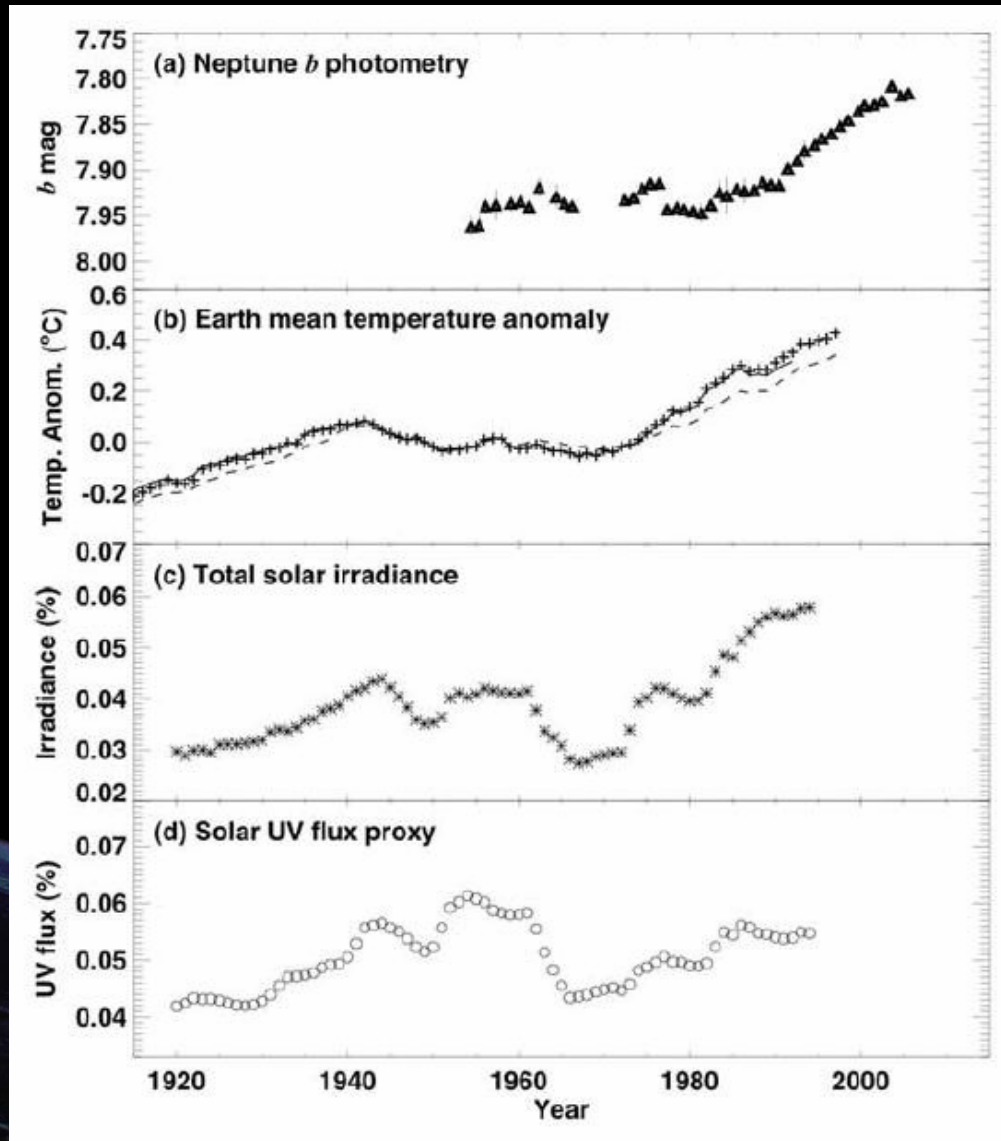 (a) Neptune b photometry
b mag
7.75
7.80
7.85
7.90
7.95
8.00
(b) Earth mean temperature anomaly
Temp. Anom. (°C)
0.6
0.4
0.2
0.0
-0.2
(c) Total solar irradiance
Irradiance (%)
0.07
0.06
0.05
0.04
0.03
0.02
(d) Solar UV flux proxy
UV flux (%)
0.07
0.06
0.05
0.04
1920 1940 1960 1980 2000
Year